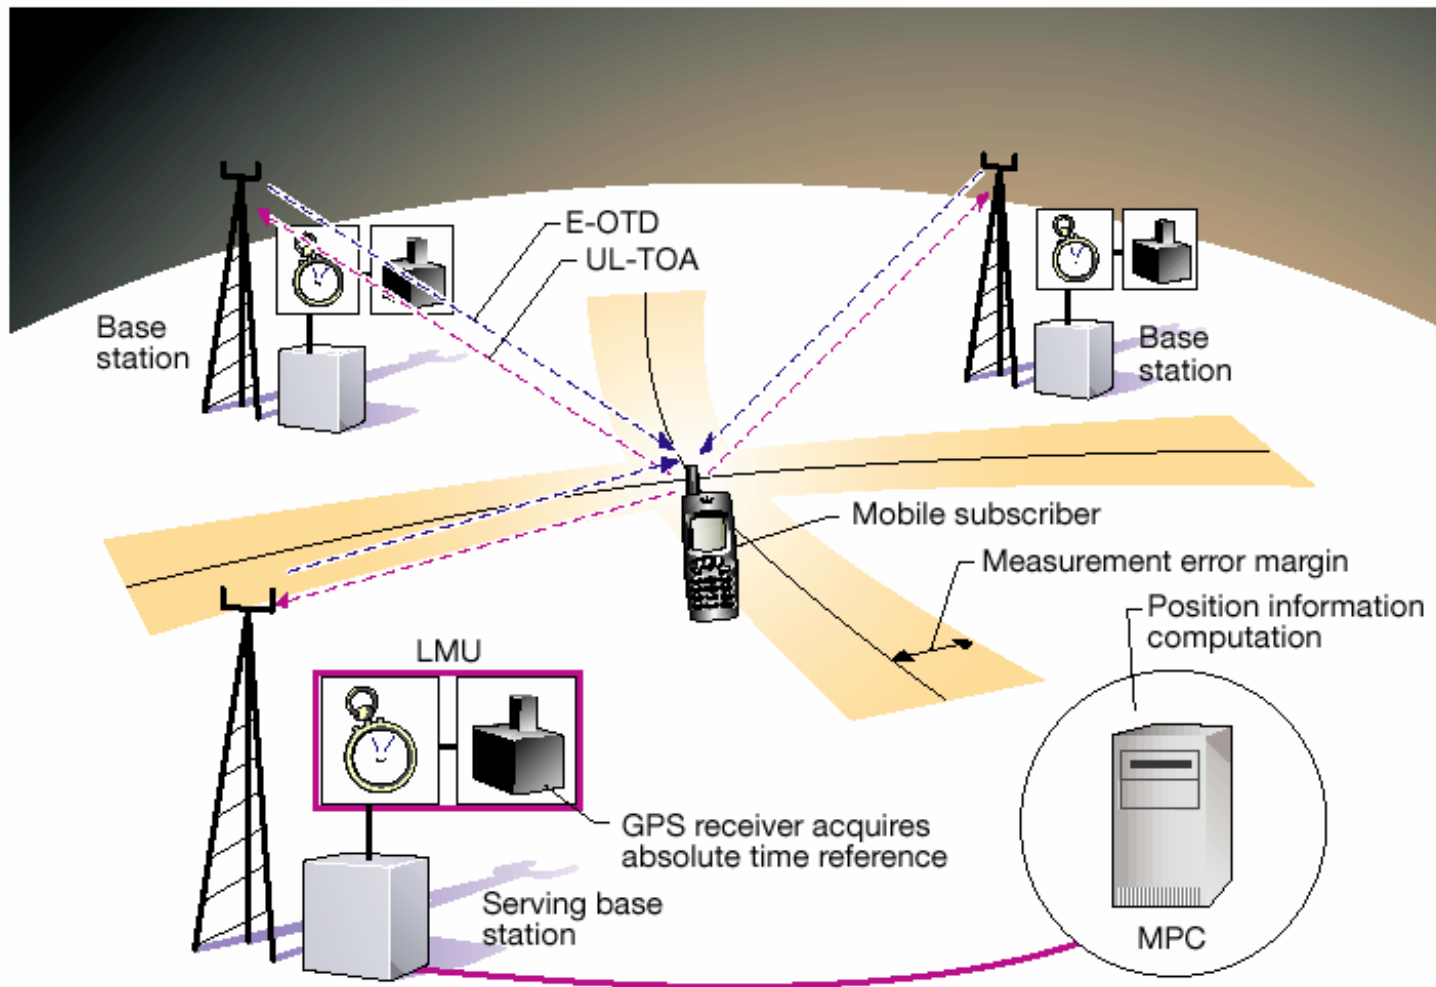 E-OTD
UL-TOA
Base
station
Base
station
Mobile subscriber
Measurement error margin
Position information
computation
LMU
GPS receiver acquires
absolute time reference
Serving base
station
MPC